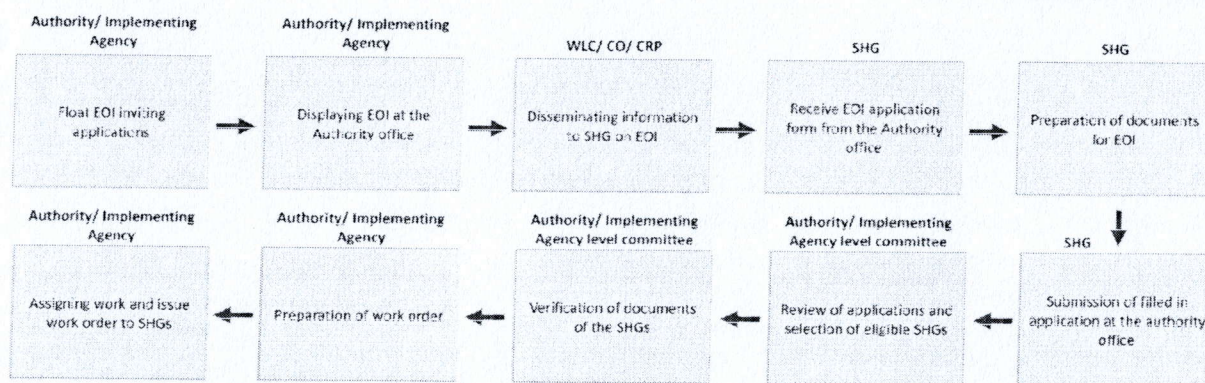 Authority/ Implementing
Agency
Float EOI inviting
applications
Authority/ Implementing
Agency
Displaying EOI at the
Authority office
WLC/ CO/ CRP
Disseminating information
to SHG on EOI
SHG
Receive EOI application
form from the Authority
office
SHG
Preparation of documents
for EOI
SHG
Submission of filled in
application at the authority
office
Authority/ Implementing
Agency level committee
Review of applications and
selection of eligible SHGs
Authority/ Implementing
Agency level committee
Verification of documents
of the SHGs
Authority/ Implementing
Agency
Preparation of work order
Authority/ Implementing
Agency
Assigning work and issue
work order to SHGs